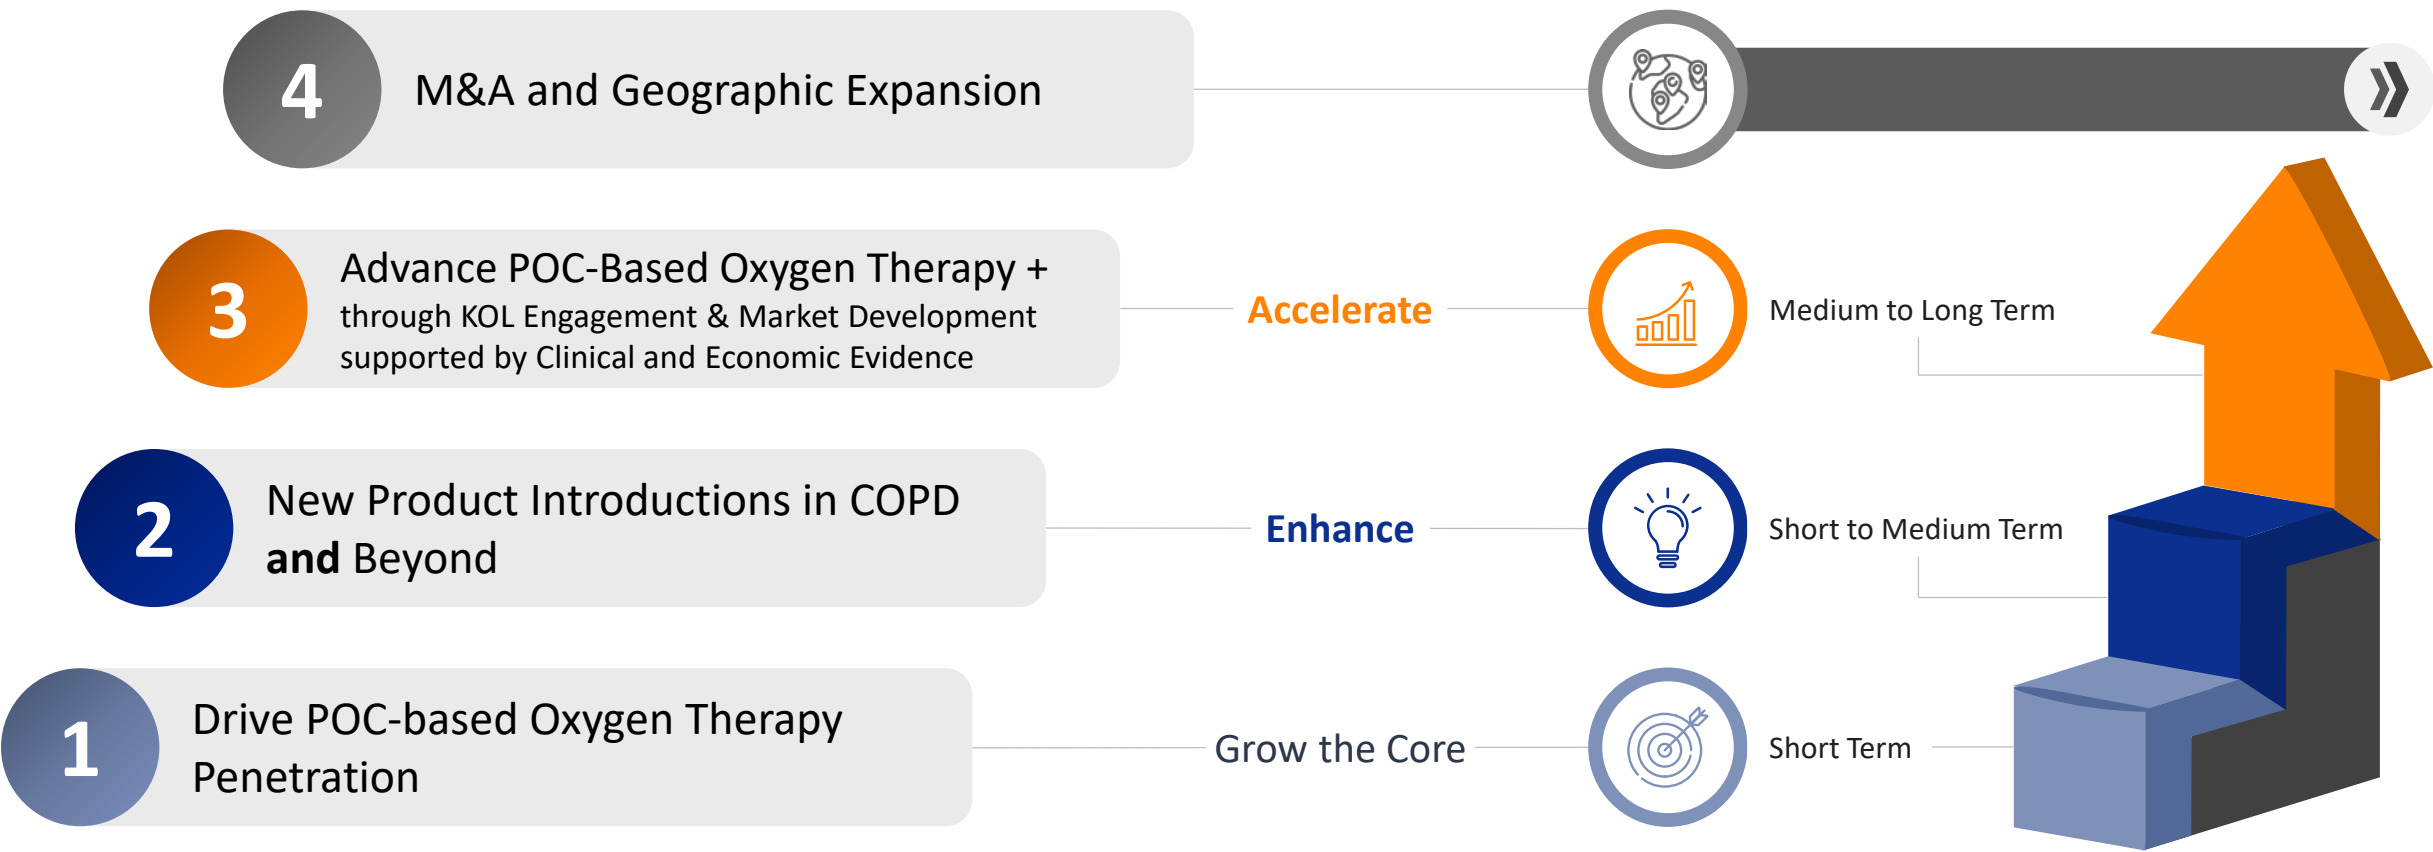 4
M&A and Geographic Expansion
3
Advance POC-Based Oxygen Therapy +
through KOL Engagement & Market Development
supported by Clinical and Economic Evidence
Accelerate
Medium to Long Term
2
New Product Introductions in COPD
and Beyond
Enhance
Short to Medium Term
1
Drive POC-based Oxygen Therapy
Penetration
Grow the Core
Short Term